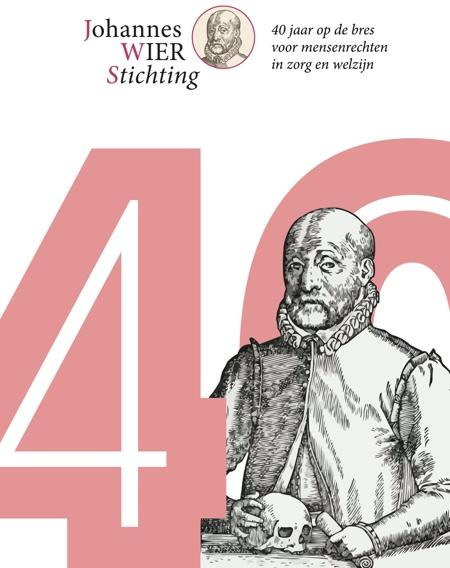 Johannes
WIER
Stichting
40 jaar op de bres
voor mensenrechten
in zorg en welzijn
40